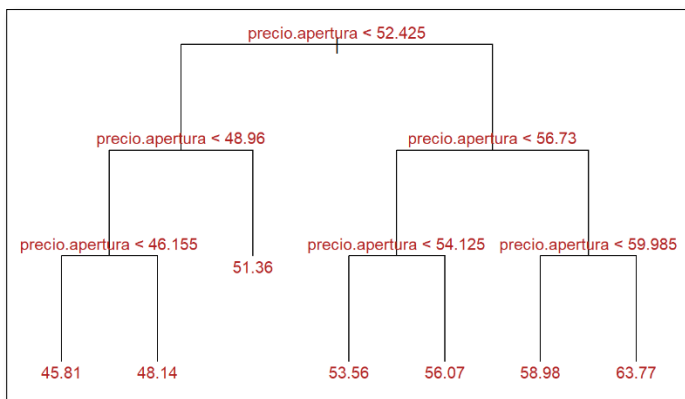 precio.apertura < 52.425
precio.apertura < 48.96
precio.apertura < 56.73
precio.apertura < 46.155
51.36
precio.apertura < 54.125
precio.apertura < 59.985
45.81
48.14
53.56
56.07
58.98
63.77